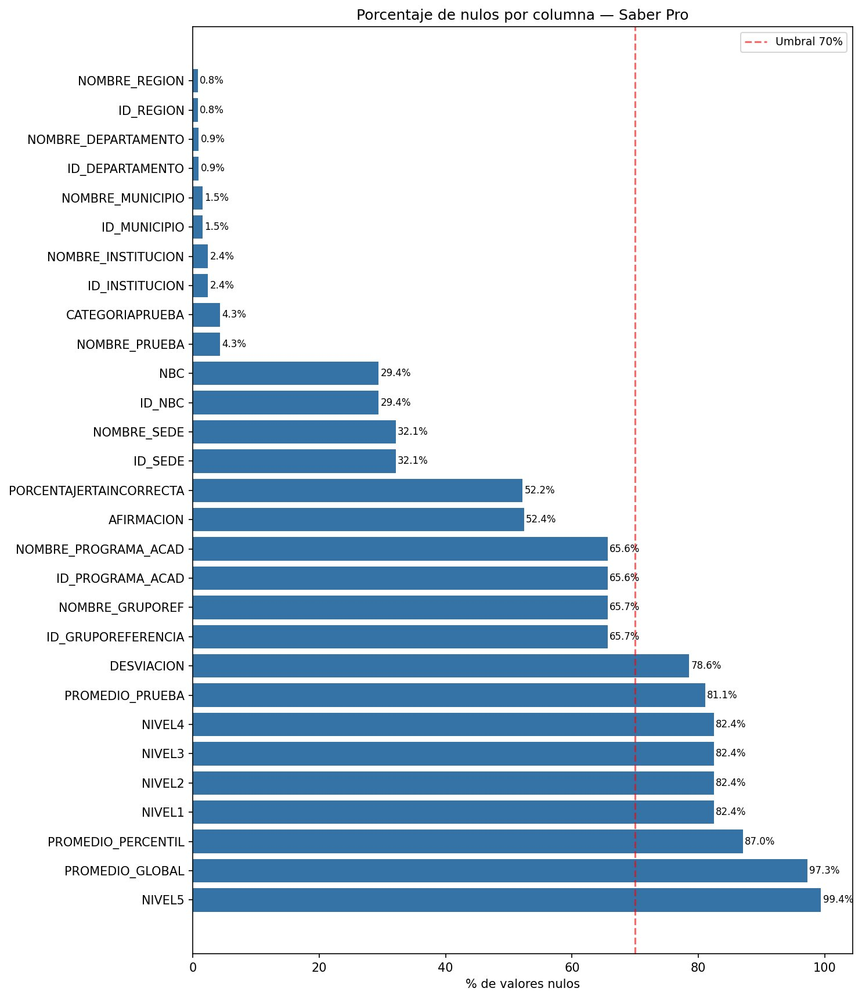 Porcentaje de nulos por columna — Saber Pro
Umbral 70%
NOMBRE_REGION 0.8%
ID_REGION 0.8%
NOMBRE_DEPARTAMENTO 0.9%
ID_DEPARTAMENTO 0.9%
NOMBRE_MUNICIPIO 1.5%
ID_MUNICIPIO 1.5%
NOMBRE_INSTITUCION 2.4%
ID_INSTITUCION 2.4%
CATEGORIAPRUEBA 4.3%
NOMBRE_PRUEBA 4.3%
NBC 29.4%
ID_NBC 29.4%
NOMBRE_SEDE 32.1%
ID_SEDE 32.1%
PORCENTAJERTAINCORRECTA 52.2%
AFIRMACION 52.4%
NOMBRE_PROGRAMA_ACAD 65.6%
ID_PROGRAMA_ACAD 65.6%
NOMBRE_GRUPOREF 65.7%
ID_GRUPOREFERENCIA 65.7%
DESVIACION 78.6%
PROMEDIO_PRUEBA 81.1%
NIVEL4 82.4%
NIVEL3 82.4%
NIVEL2 82.4%
NIVEL1 82.4%
PROMEDIO_PERCENTIL 87.0%
PROMEDIO_GLOBAL 97.3%
NIVEL5 99.4%
0 20 40 60 80 100
% de valores nulos